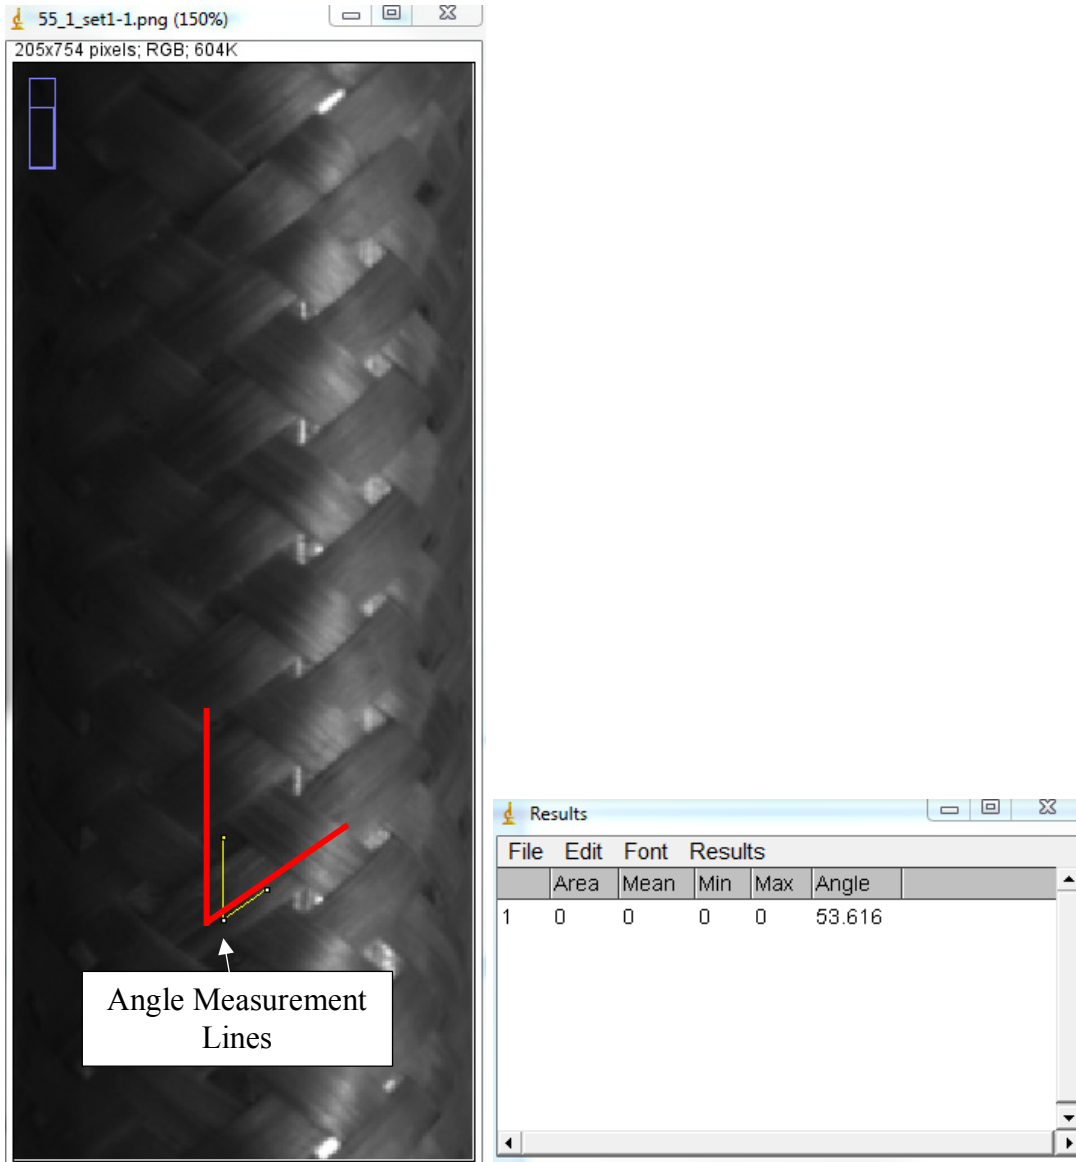 55_1_set1-1.png (150%)
205x754 pixels; RGB; 604K
Angle Measurement
Lines
Results
File Edit Font Results
Area Mean Min Max Angle
1 0 0 0 0 53.616